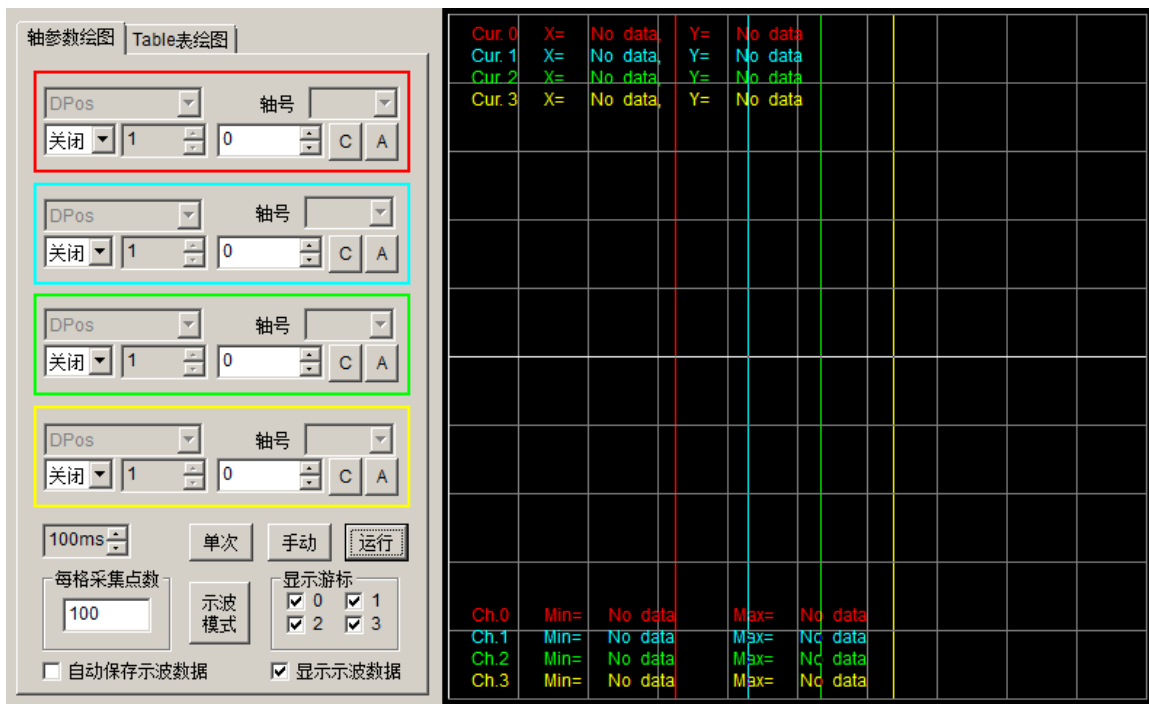 轴参数绘图 Table表绘图
DPos 轴号
关闭 1 0 C A
DPos 轴号
关闭 1 0 C A
DPos 轴号
关闭 1 0 C A
DPos 轴号
关闭 1 0 C A
100ms 单次 手动 运行
每格采集点数
100
示波
模式
显示游标
0 1
2 3
自动保存示波数据 显示示波数据
Cur. 0 X= No data, Y= No data
Cur. 1 X= No data, Y= No data
Cur. 2 X= No data, Y= No data
Cur. 3 X= No data, Y= No data
Ch.0 Min= No data Max= No data
Ch.1 Min= No data Max= No data
Ch.2 Min= No data Max= No data
Ch.3 Min= No data Max= No data